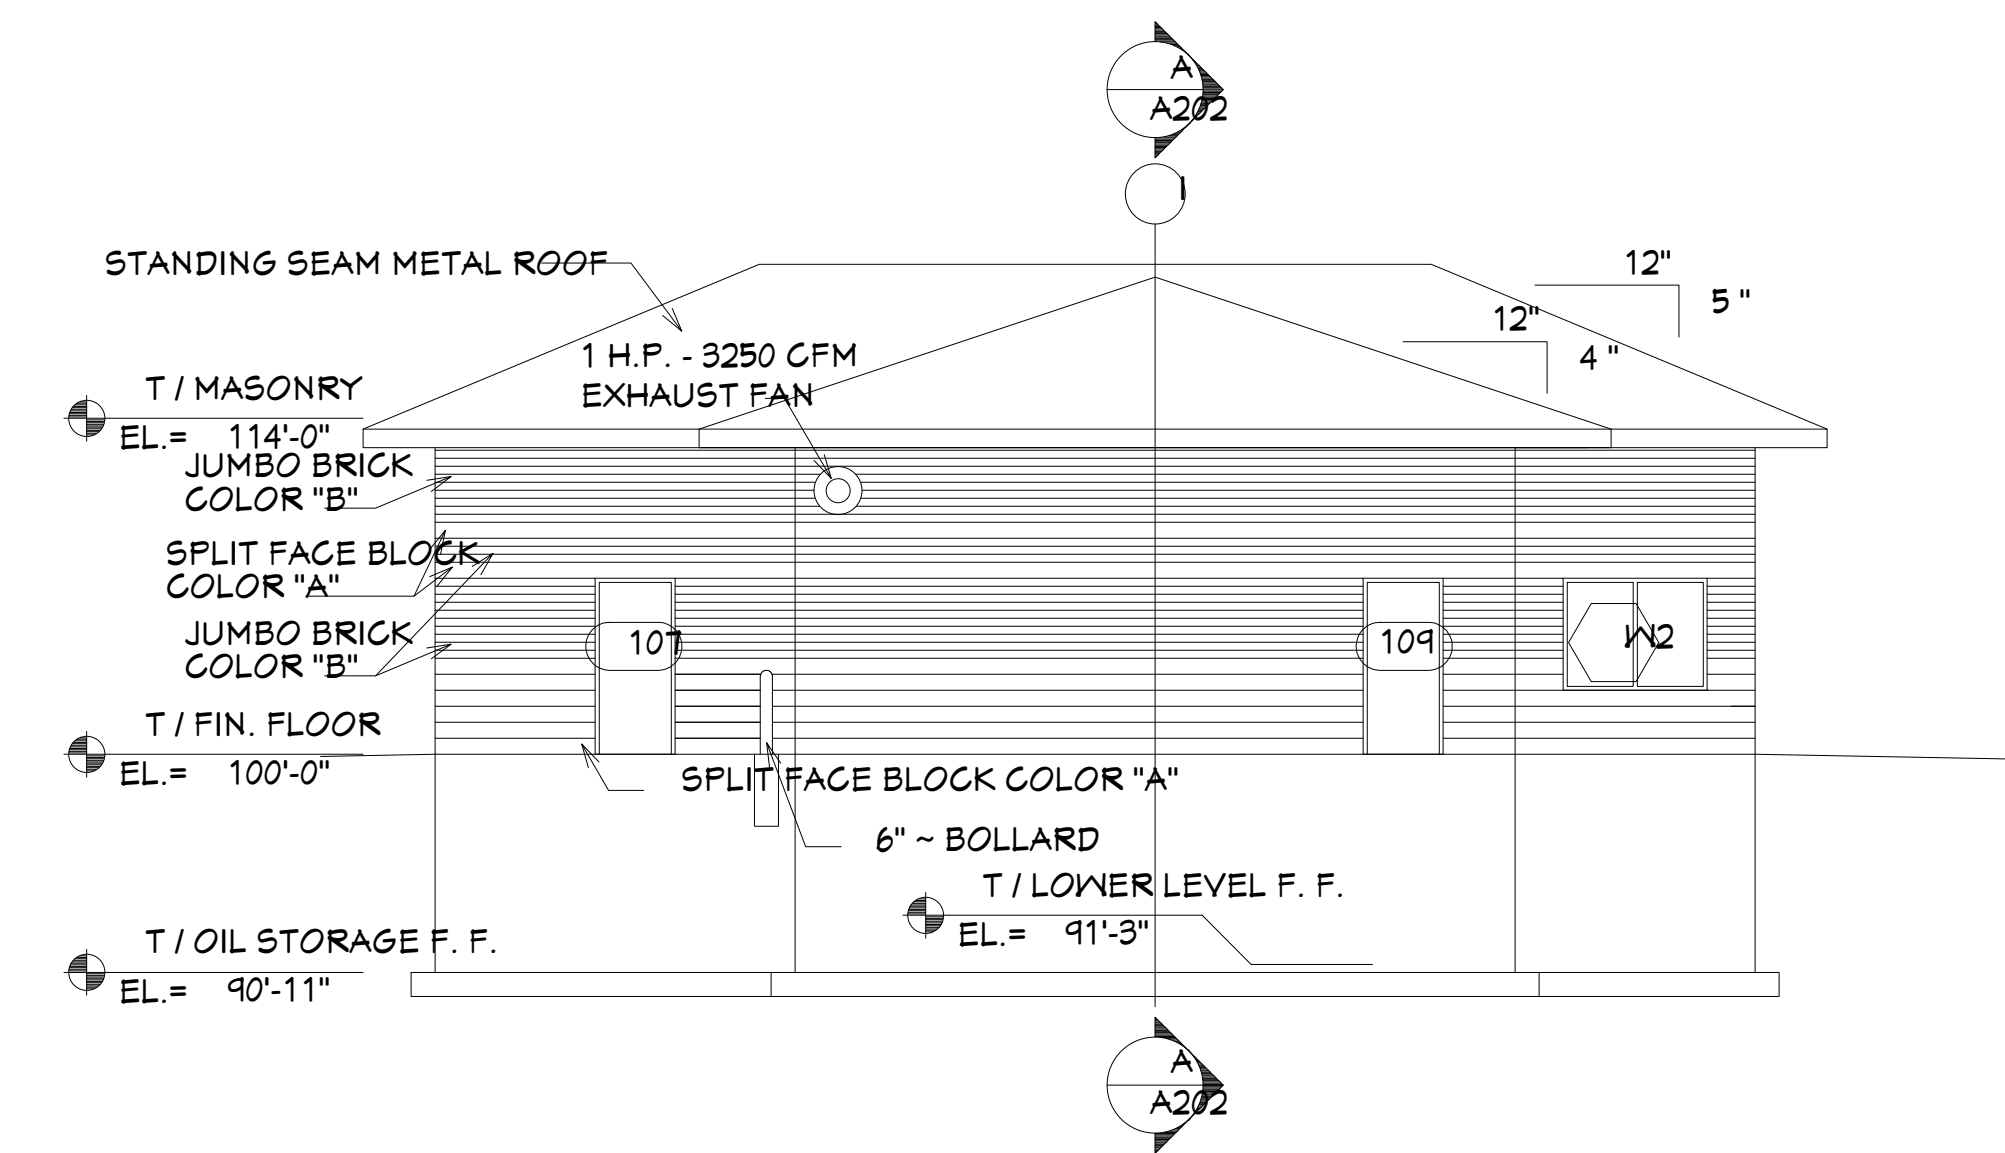 A
A202
1
STANDING SEAM METAL ROOF
12"
5 "
12"
4 "
1 H.P. - 3250 CFM
EXHAUST FAN
T / MASONRY
EL.= 114'-0"
JUMBO BRICK
COLOR "B"
SPLIT FACE BLOCK
COLOR "A"
JUMBO BRICK
COLOR "B"
107
109
W2
T / FIN. FLOOR
EL.= 100'-0"
SPLIT FACE BLOCK COLOR "A"
6" ~ BOLLARD
T / LOWER LEVEL F. F.
EL.= 91'-3"
T / OIL STORAGE F. F.
EL.= 90'-11"
A
A202